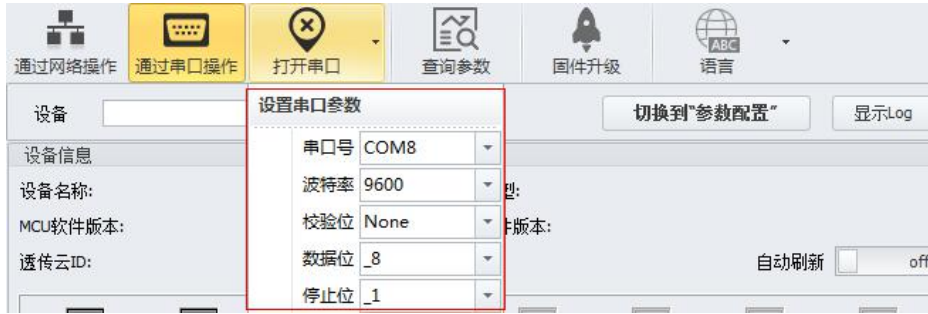 通过网络操作 通过串口操作 打开串口 查询参数 固件升级 ABC 语言
设备 设置串口参数 切换到"参数配置" 显示Log
设备信息 串口号 COM8
设备名称: 波特率 9600 型:
MCU软件版本: 校验位 None 版本:
透传云ID: 数据位 _8 自动刷新 off
停止位 _1